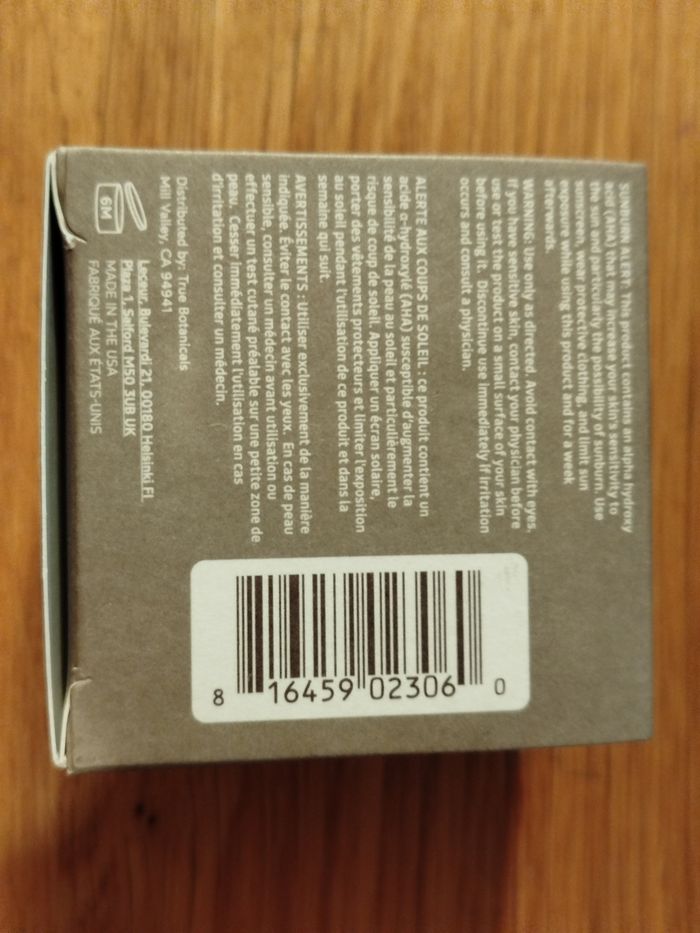 SUNBURN ALERT: This product contains an alpha hydroxy
acid (AHA) that may increase your skin's sensitivity to
the sun and particularly the possibility of sunburn. Use
sunscreen, wear protective clothing, and limit sun
exposure while using this product and for a week
afterwards.
WARNING: Use only as directed. Avoid contact with eyes.
If you have sensitive skin, contact your physician before
use or test the product on a small surface of your skin
before using it. Discontinue use immediately if irritation
occurs and consult a physician.
ALERTE AUX COUPS DE SOLEIL : ce produit contient un
acide α-hydroxylé (AHA) susceptible d'augmenter la
sensibilité de la peau au soleil et particulièrement le
risque de coup de soleil. Appliquer un écran solaire,
porter des vêtements protecteurs et limiter l'exposition
au soleil pendant l'utilisation de ce produit et dans la
semaine qui suit.
AVERTISSEMENTS : Utiliser exclusivement de la manière
indiquée. Éviter le contact avec les yeux. En cas de peau
sensible, consulter un médecin avant utilisation ou
effectuer un test cutané préalable sur une petite zone de
peau. Cesser immédiatement l'utilisation en cas
d'irritation et consulter un médecin.
Distributed by: True Botanicals
Mill Valley, CA 94941
Leceur, Bulevardi 21, 00180 Helsinki FI,
Plaza 1, Salford M50 3UB UK
MADE IN THE USA
FABRIQUÉ AUX ÉTATS-UNIS
6M
8 16459 02306 0